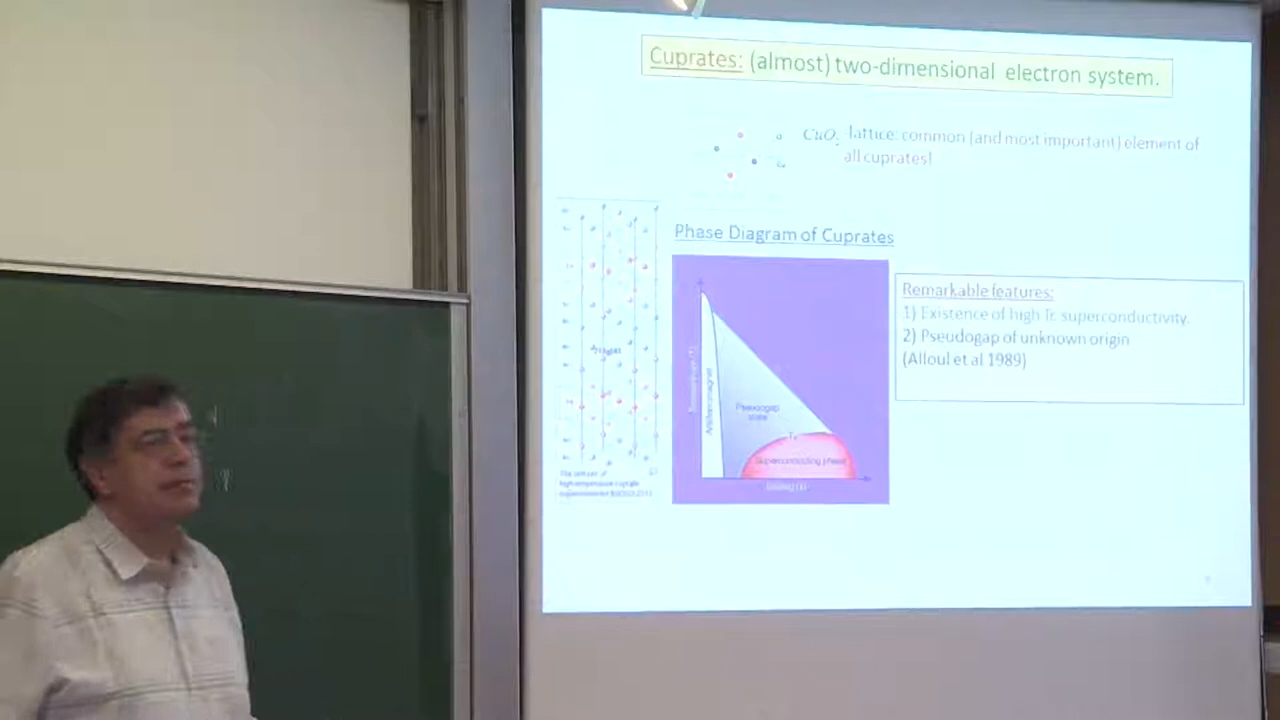 Cuprates: (almost) two-dimensional electron system.
CuO₂ -lattice: common (and most important) element of
all cuprates!
Phase Diagram of Cuprates
Remarkable features:
1) Existence of high Tc superconductivity.
2) Pseudogap of unknown origin
(Alloul et al 1989)
Antiferromagnet
Pseudogap
state
Tc
Superconducting phase